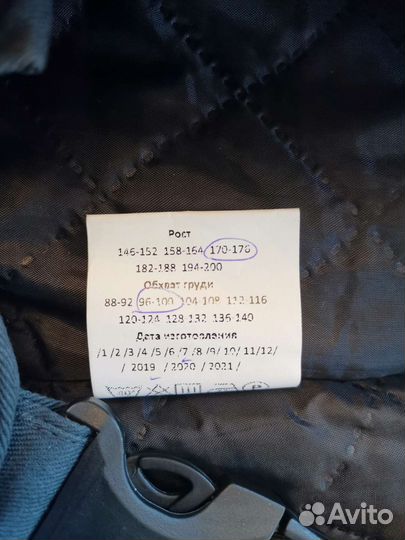 Рост
146-152 158-164 170-176
182-188 194-200
Обхват груди
88-92 96-100 104-108 112-116
120-124 128-132 136-140
Дата изготовления
/1 /2 /3 /4 /5 /6 /7 /8 /9/ 10/ 11/12/
/ 2019 / 2020 / 2021 /
Avito